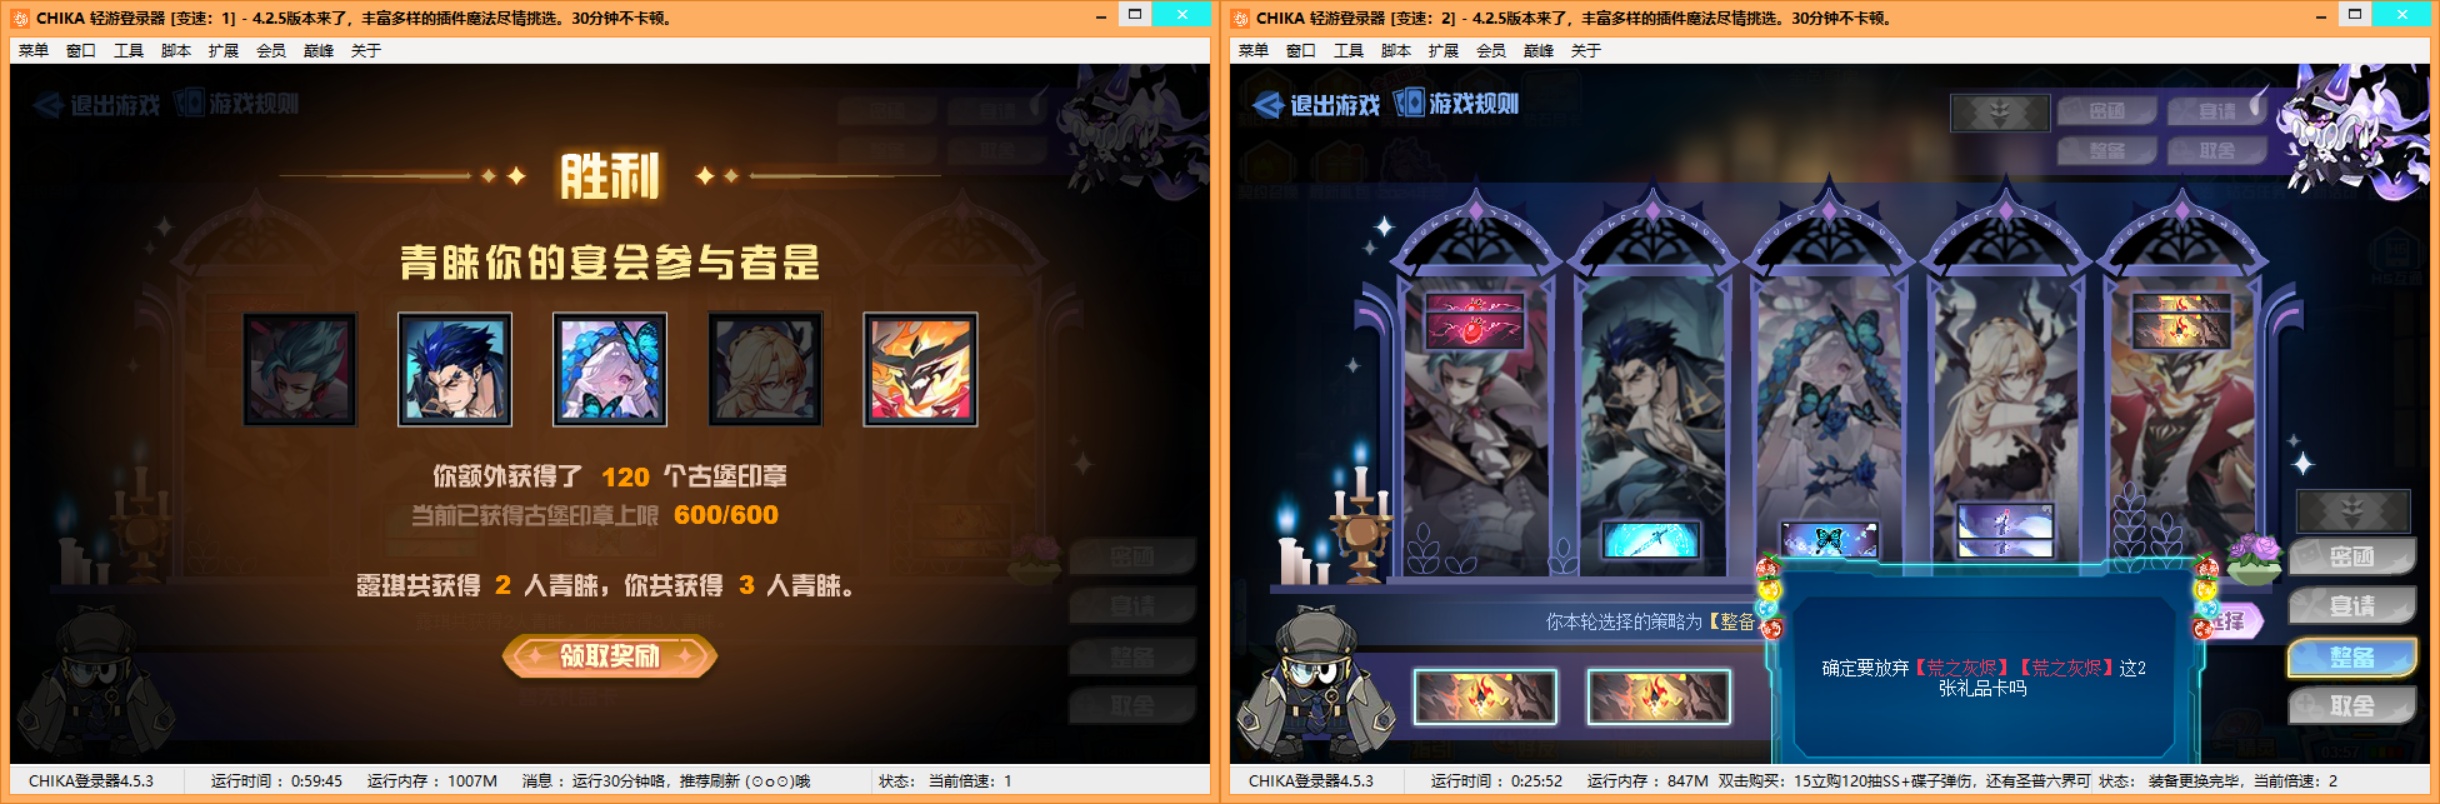 CHIKA 轻游登录器 [变速：1] - 4.2.5版本来了，丰富多样的插件魔法尽情挑选。30分钟不卡顿。
菜单 窗口 工具 脚本 扩展 会员 巅峰 关于
退出游戏 游戏规则
密函 宴请
整备 取舍
胜利
青睐你的宴会参与者是
你额外获得了 120 个古堡印章
当前已获得古堡印章上限 600/600
露琪共获得 2 人青睐，你共获得 3 人青睐。
领取奖励
密函
宴请
整备
取舍
CHIKA登录器4.5.3 运行时间 ：0:59:45 运行内存 ：1007M 消息 ：运行30分钟咯，推荐刷新 (⊙o⊙)哦 状态： 当前倍速：1
CHIKA 轻游登录器 [变速：2] - 4.2.5版本来了，丰富多样的插件魔法尽情挑选。30分钟不卡顿。
菜单 窗口 工具 脚本 扩展 会员 巅峰 关于
退出游戏 游戏规则
密函 宴请
整备 取舍
你本轮选择的策略为【整备
选择
确定要放弃【荒之灰烬】【荒之灰烬】这2
张礼品卡吗
密函
宴请
整备
取舍
03:57
CHIKA登录器4.5.3 运行时间 ：0:25:52 运行内存 ：847M 双击购买：15立购120抽SS+碟子弹伤，还有圣普六界可 状态： 装备更换完毕，当前倍速：2